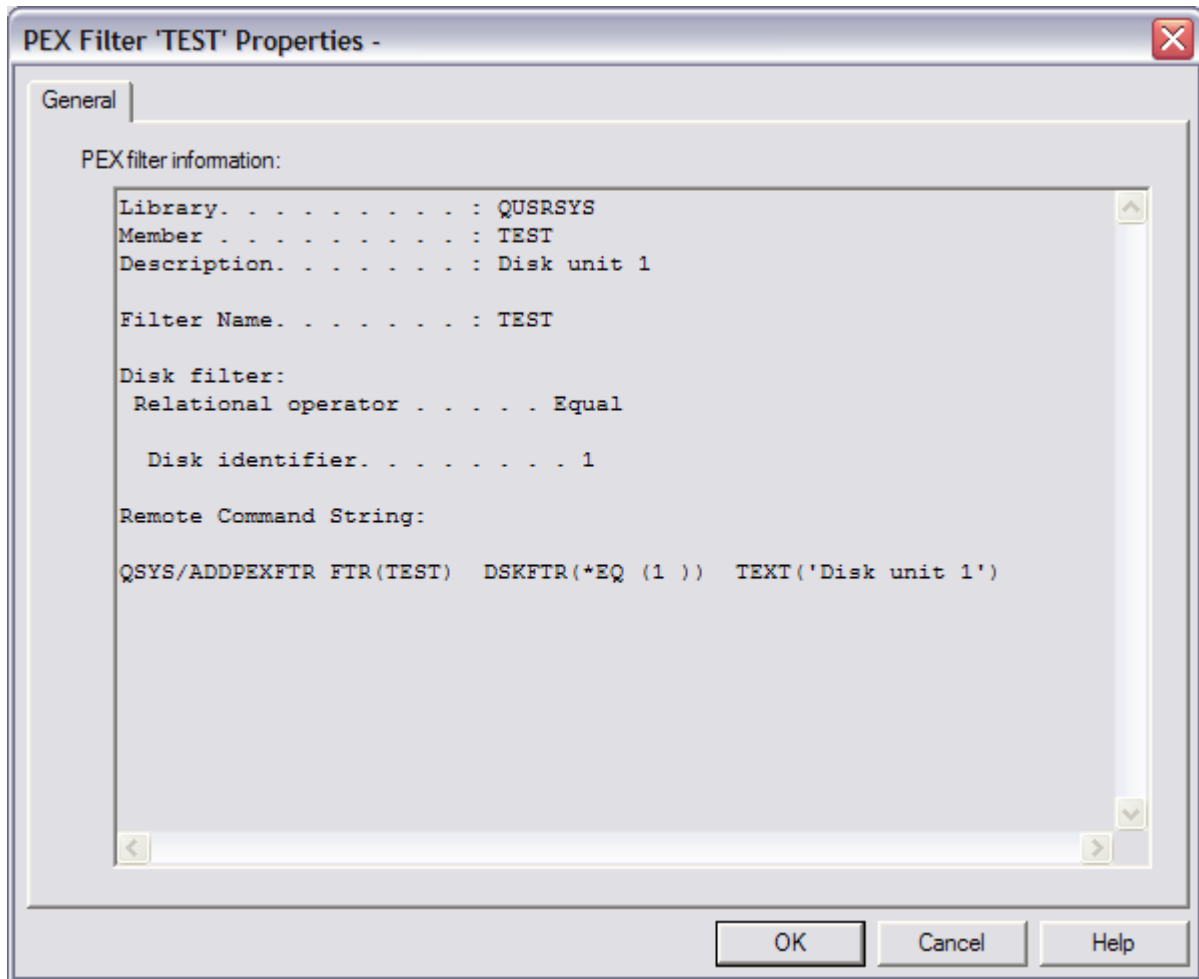 PEX Filter 'TEST' Properties -
General
PEX filter information:
Library. . . . . . . . . : QUSRSYS
Member . . . . . . . . . : TEST
Description. . . . . . . : Disk unit 1
Filter Name. . . . . . . : TEST
Disk filter:
Relational operator . . . . . Equal
Disk identifier. . . . . . . . 1
Remote Command String:
QSYS/ADDPEXFTR FTR(TEST)  DSKFTR(*EQ (1 ))  TEXT('Disk unit 1')
OK Cancel Help